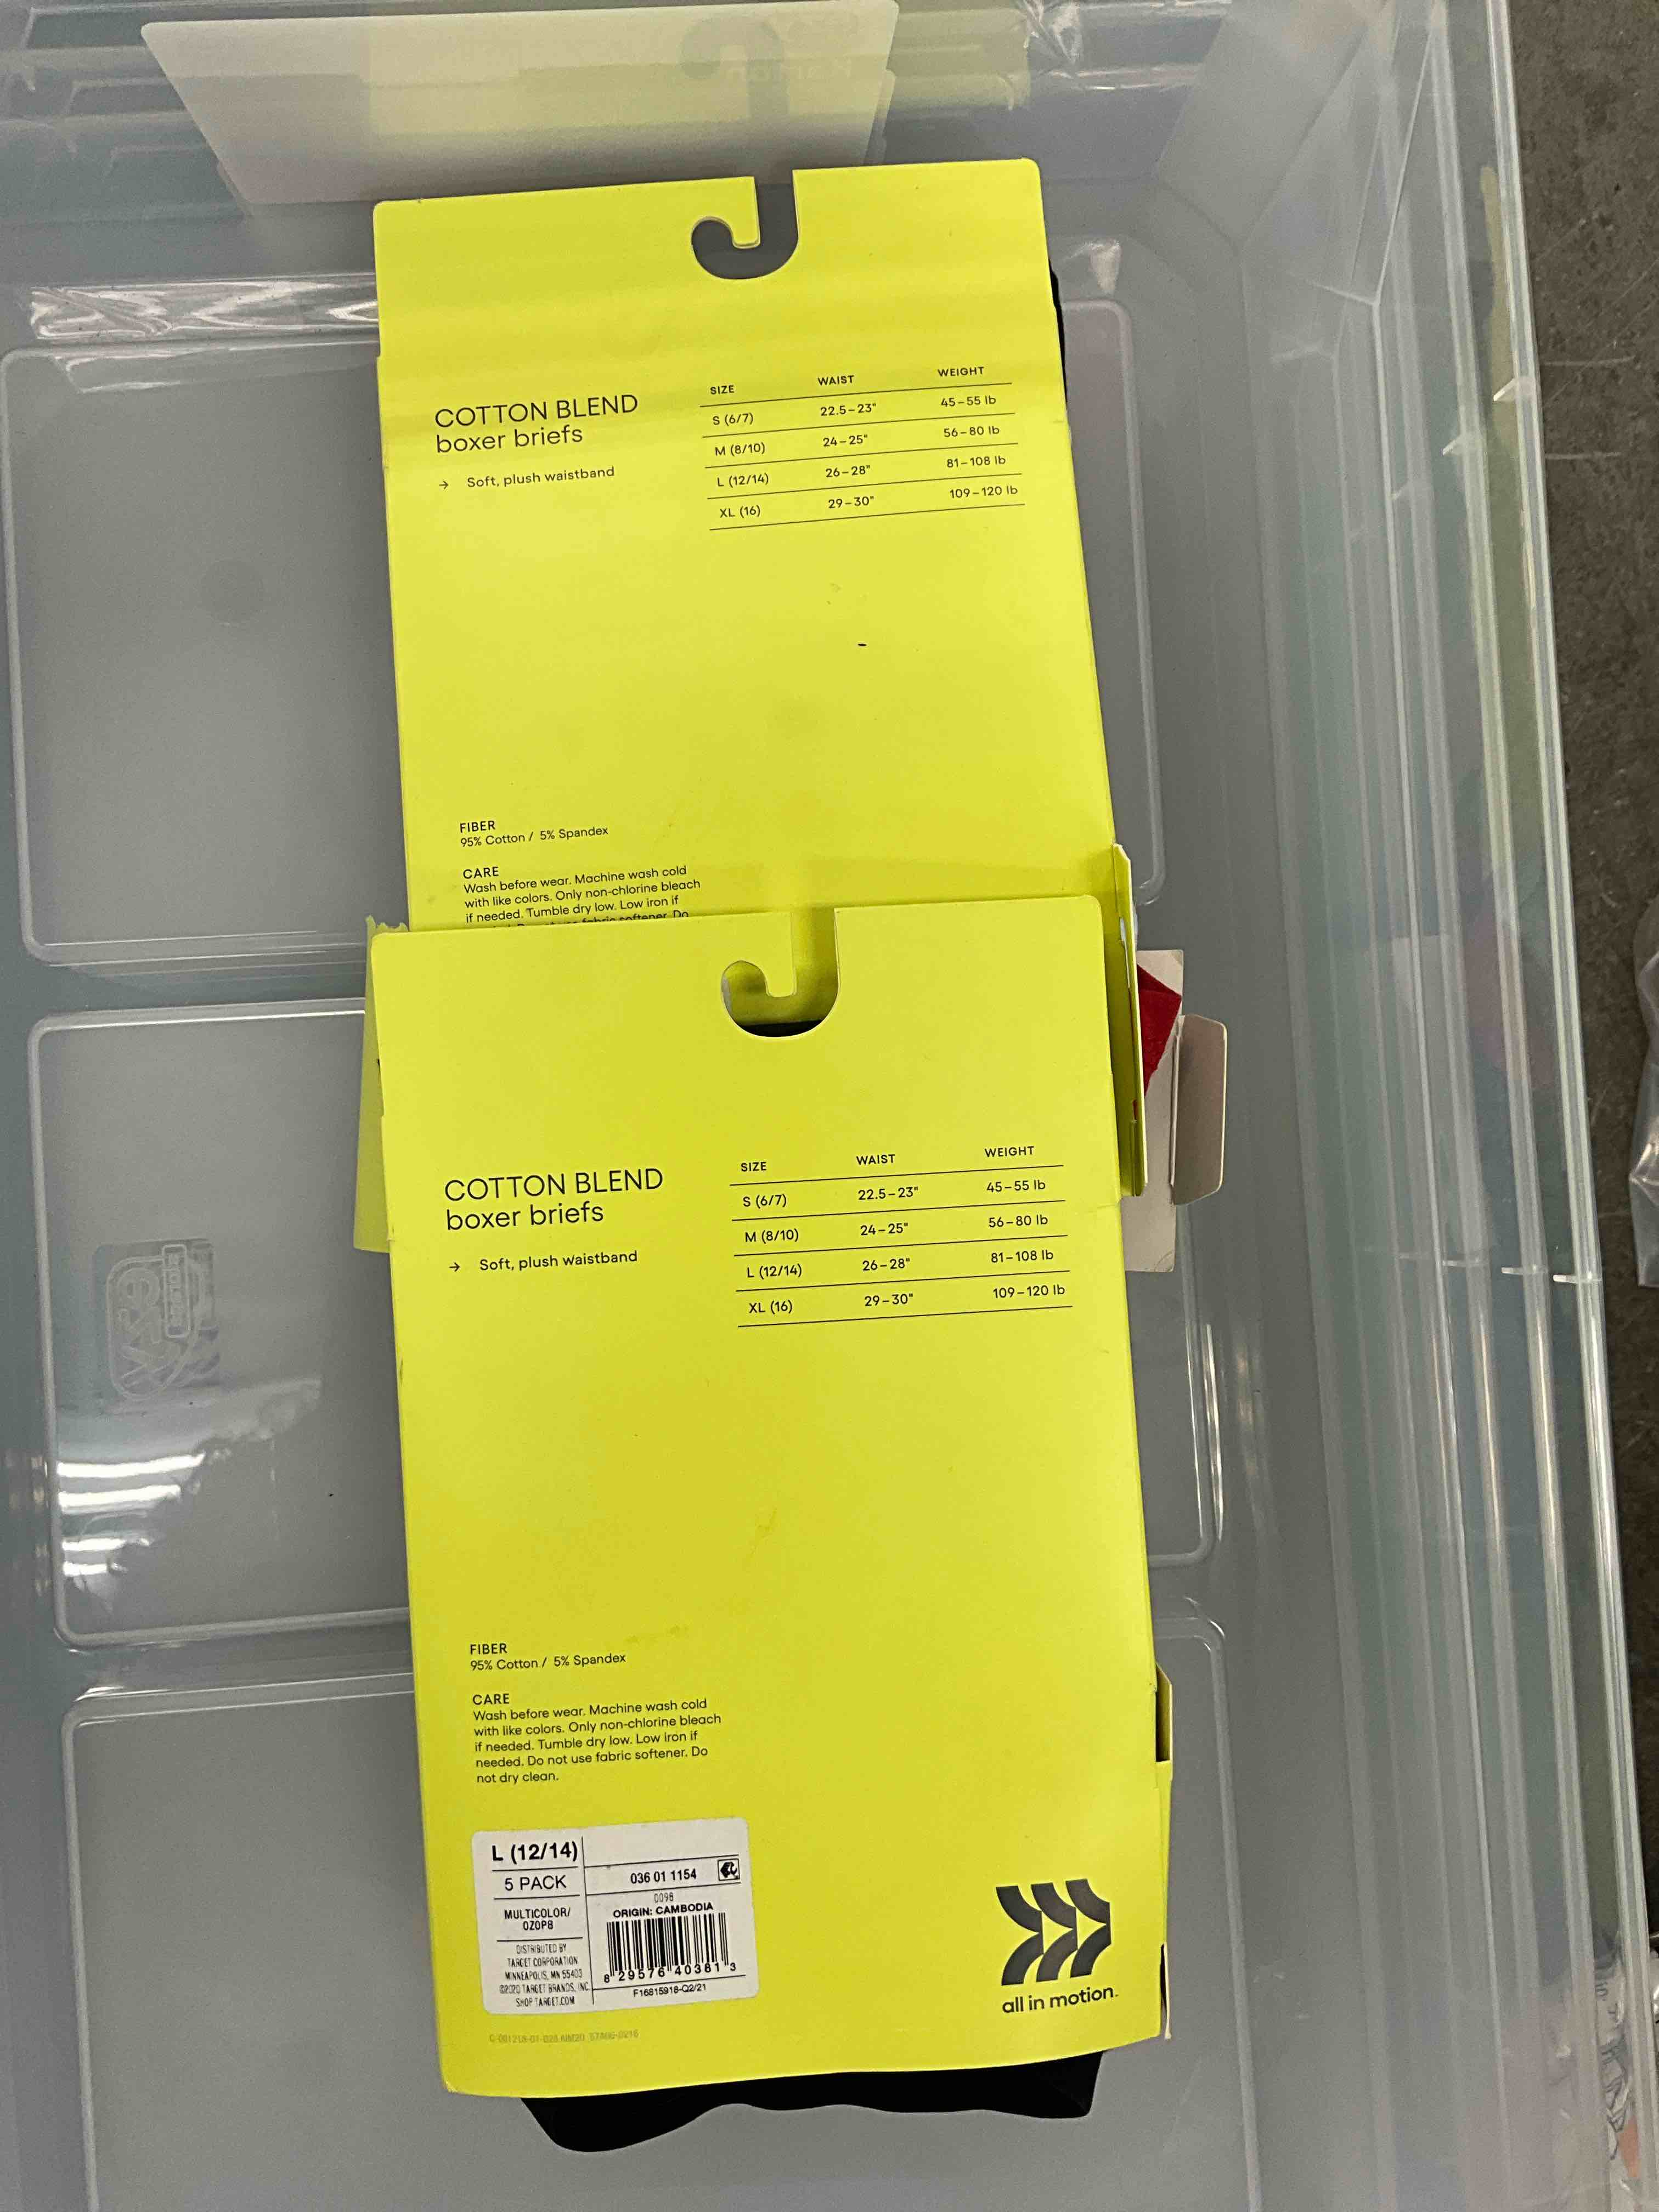 COTTON BLEND
boxer briefs
→ Soft, plush waistband
SIZE WAIST WEIGHT
S (6/7) 22.5–23" 45–55 lb
M (8/10) 24–25" 56–80 lb
L (12/14) 26–28" 81–108 lb
XL (16) 29–30" 109–120 lb
FIBER
95% Cotton / 5% Spandex
CARE
Wash before wear. Machine wash cold
with like colors. Only non-chlorine bleach
if needed. Tumble dry low. Low iron if
fabric softener. Do
COTTON BLEND
boxer briefs
→ Soft, plush waistband
SIZE WAIST WEIGHT
S (6/7) 22.5–23" 45–55 lb
M (8/10) 24–25" 56–80 lb
L (12/14) 26–28" 81–108 lb
XL (16) 29–30" 109–120 lb
FIBER
95% Cotton / 5% Spandex
CARE
Wash before wear. Machine wash cold
with like colors. Only non-chlorine bleach
if needed. Tumble dry low. Low iron if
needed. Do not use fabric softener. Do
not dry clean.
L (12/14)
5 PACK
MULTICOLOR/
0Z0P8
DISTRIBUTED BY
TARGET CORPORATION
MINNEAPOLIS, MN 55403
©2020 TARGET BRANDS, INC.
SHOP TARGET.COM
036 01 1154
0098
ORIGIN: CAMBODIA
8 29576 40381 3
F16815918-Q2/21
all in motion.